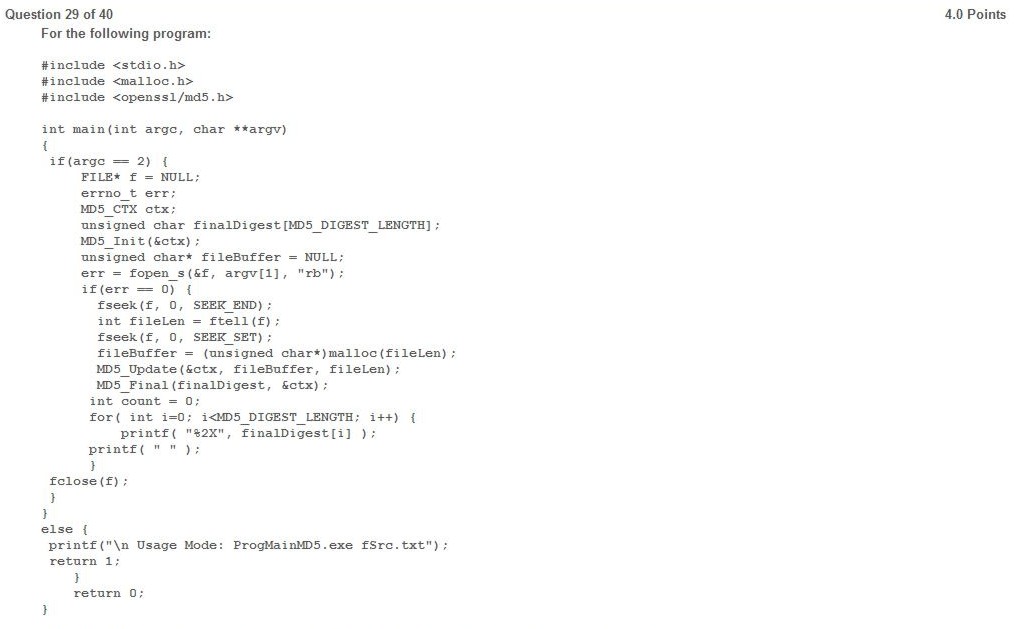 Question 29 of 40
4.0 Points
For the following program:
#include <stdio.h>
#include <malloc.h>
#include <openssl/md5.h>
int main(int argc, char **argv)
{
if(argc == 2) {
FILE* f = NULL;
errno_t err;
MD5_CTX ctx;
unsigned char finalDigest[MD5_DIGEST_LENGTH];
MD5_Init(&ctx);
unsigned char* fileBuffer = NULL;
err = fopen_s(&f, argv[1], "rb");
if(err == 0) {
fseek(f, 0, SEEK_END);
int fileLen = ftell(f);
fseek(f, 0, SEEK_SET);
fileBuffer = (unsigned char*)malloc(fileLen);
MD5_Update(&ctx, fileBuffer, fileLen);
MD5_Final(finalDigest, &ctx);
int count = 0;
for( int i=0; i<MD5_DIGEST_LENGTH; i++) {
printf( "%2X", finalDigest[i] );
printf( " " );
}
fclose(f);
}
}
else {
printf("\n Usage Mode: ProgMainMD5.exe fSrc.txt");
return 1;
}
return 0;
}